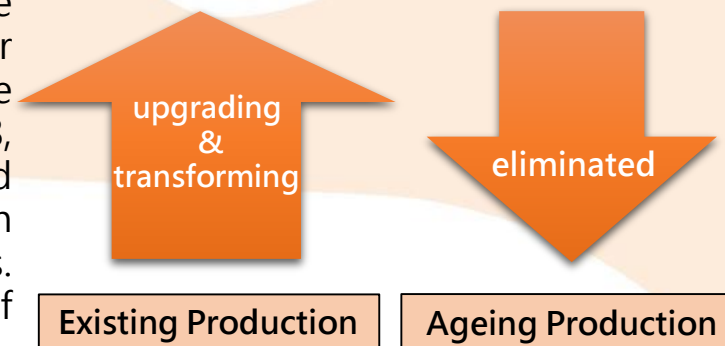 upgrading
&
transforming
eliminated
Existing Production
Ageing Production